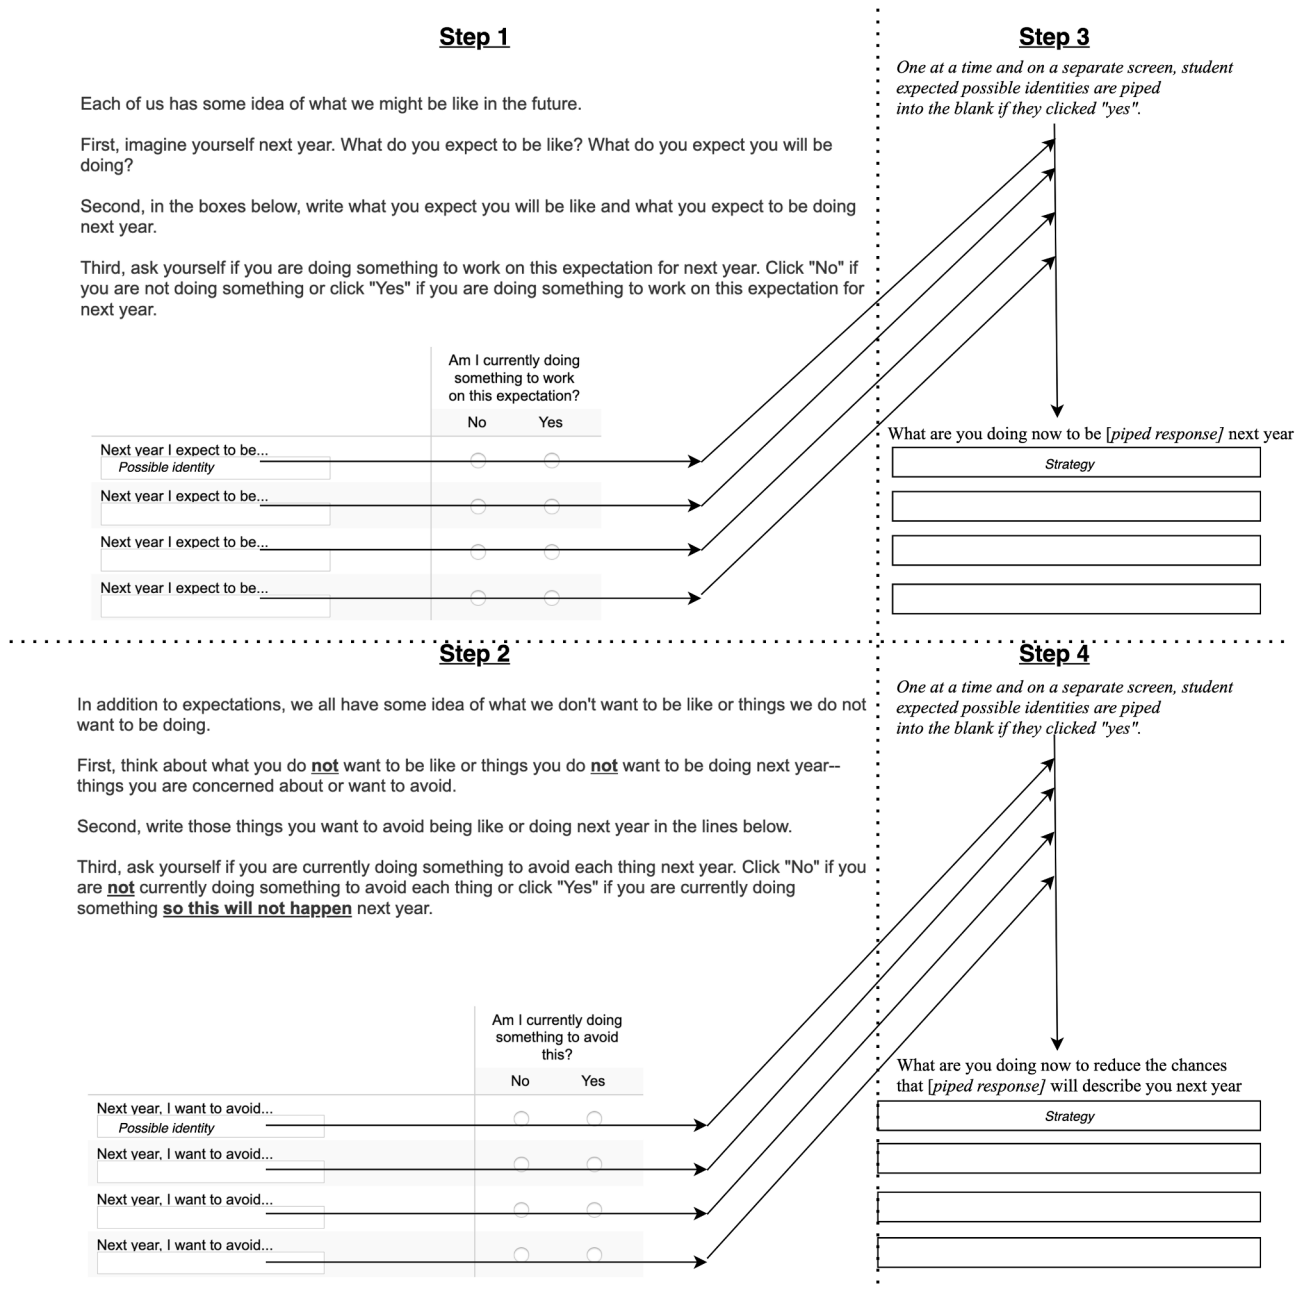 Step 1
Each of us has some idea of what we might be like in the future.
First, imagine yourself next year. What do you expect to be like? What do you expect you will be
doing?
Second, in the boxes below, write what you expect you will be like and what you expect to be doing
next year.
Third, ask yourself if you are doing something to work on this expectation for next year. Click "No" if
you are not doing something or click "Yes" if you are doing something to work on this expectation for
next year.
Am I currently doing
something to work
on this expectation?
No Yes
Next year I expect to be...
Possible identity
Next year I expect to be...
Next year I expect to be...
Next year I expect to be...
Step 3
One at a time and on a separate screen, student
expected possible identities are piped
into the blank if they clicked "yes".
What are you doing now to be [piped response] next year
Strategy
Step 2
In addition to expectations, we all have some idea of what we don't want to be like or things we do not
want to be doing.
First, think about what you do not want to be like or things you do not want to be doing next year--
things you are concerned about or want to avoid.
Second, write those things you want to avoid being like or doing next year in the lines below.
Third, ask yourself if you are currently doing something to avoid each thing next year. Click "No" if you
are not currently doing something to avoid each thing or click "Yes" if you are currently doing
something so this will not happen next year.
Am I currently doing
something to avoid
this?
No Yes
Next year, I want to avoid...
Possible identity
Next year, I want to avoid...
Next year, I want to avoid...
Next year, I want to avoid...
Step 4
One at a time and on a separate screen, student
expected possible identities are piped
into the blank if they clicked "yes".
What are you doing now to reduce the chances
that [piped response] will describe you next year
Strategy